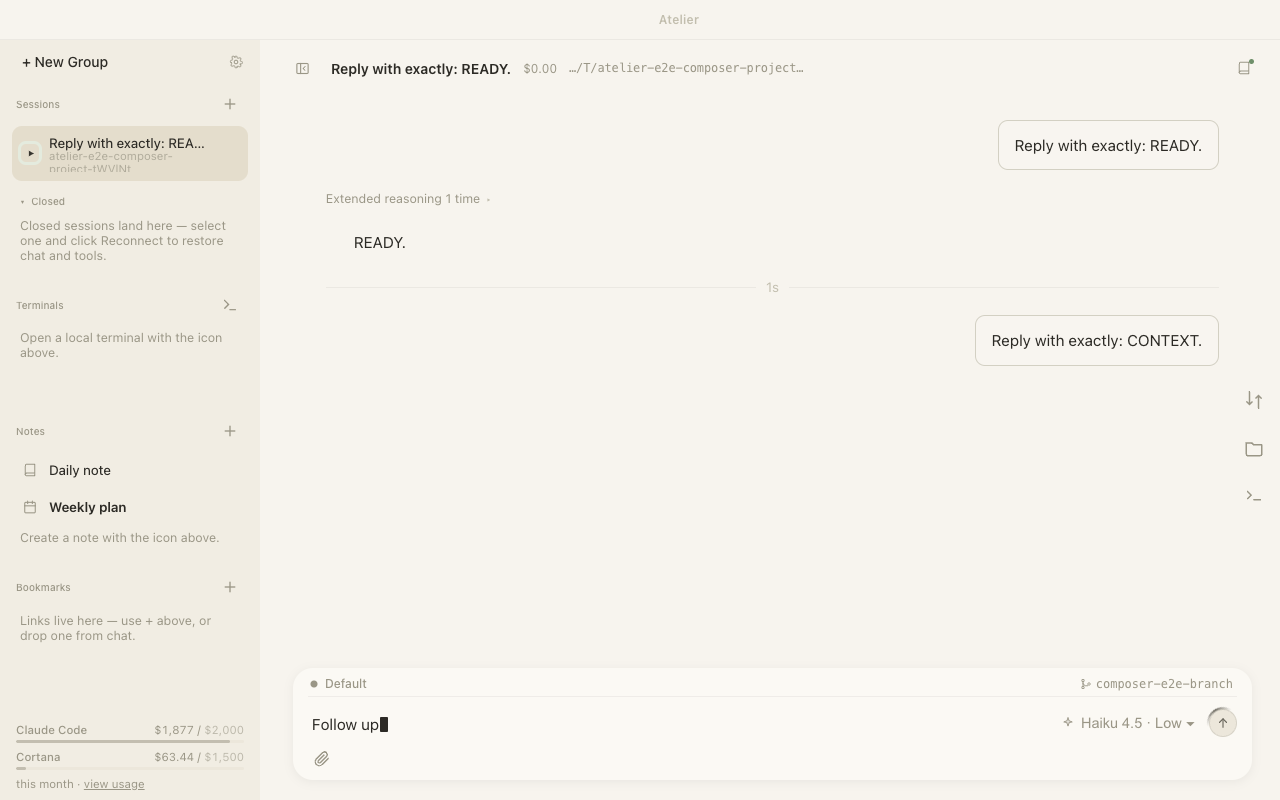 Atelier
+ New Group
Sessions
Reply with exactly: REA...
atelier-e2e-composer-
project-tWVINt
Closed
Closed sessions land here — select
one and click Reconnect to restore
chat and tools.
Terminals
Open a local terminal with the icon
above.
Notes
Daily note
Weekly plan
Create a note with the icon above.
Bookmarks
Links live here — use + above, or
drop one from chat.
Claude Code $1,877 / $2,000
Cortana $63.44 / $1,500
this month · view usage
Reply with exactly: READY. $0.00 …/T/atelier-e2e-composer-project…
Reply with exactly: READY.
Extended reasoning 1 time ·
READY.
1s
Reply with exactly: CONTEXT.
Default composer-e2e-branch
Follow up Haiku 4.5 · Low